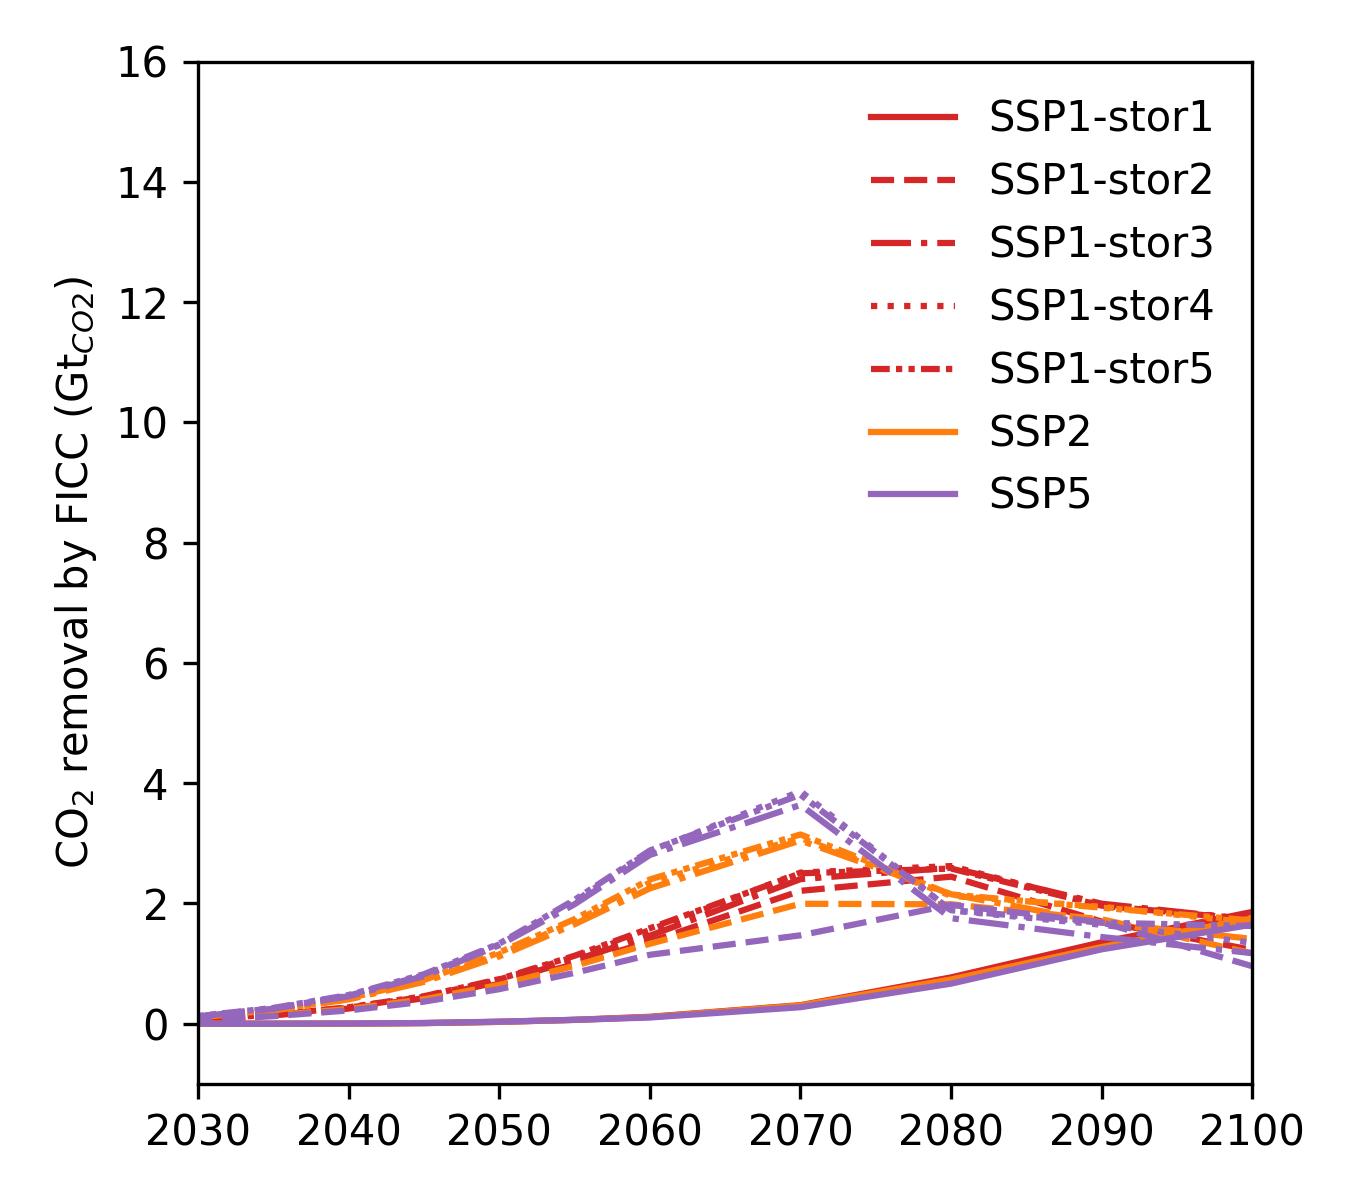 CO₂ removal by FICC (Gt_CO2)
16
14
12
10
8
6
4
2
0
2030 2040 2050 2060 2070 2080 2090 2100
SSP1-stor1
SSP1-stor2
SSP1-stor3
SSP1-stor4
SSP1-stor5
SSP2
SSP5